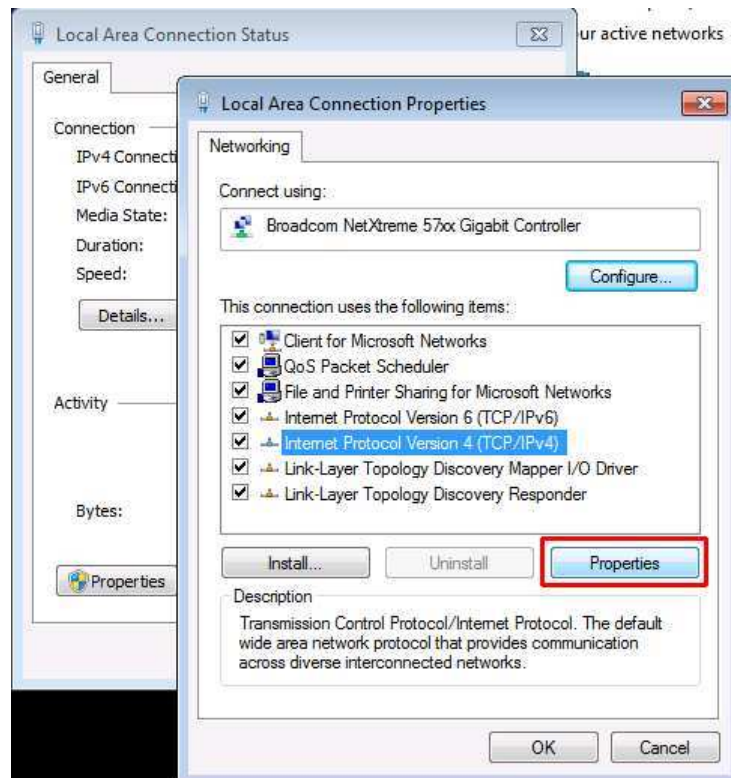 Local Area Connection Status
ur active networks
General
Connection
IPv4 Connecti
IPv6 Connecti
Media State:
Duration:
Speed:
Details...
Activity
Bytes:
Properties
Local Area Connection Properties
Networking
Connect using:
Broadcom NetXtreme 57xx Gigabit Controller
Configure...
This connection uses the following items:
Client for Microsoft Networks
QoS Packet Scheduler
File and Printer Sharing for Microsoft Networks
Internet Protocol Version 6 (TCP/IPv6)
Internet Protocol Version 4 (TCP/IPv4)
Link-Layer Topology Discovery Mapper I/O Driver
Link-Layer Topology Discovery Responder
Install...
Uninstall
Properties
Description
Transmission Control Protocol/Internet Protocol. The default
wide area network protocol that provides communication
across diverse interconnected networks.
OK
Cancel